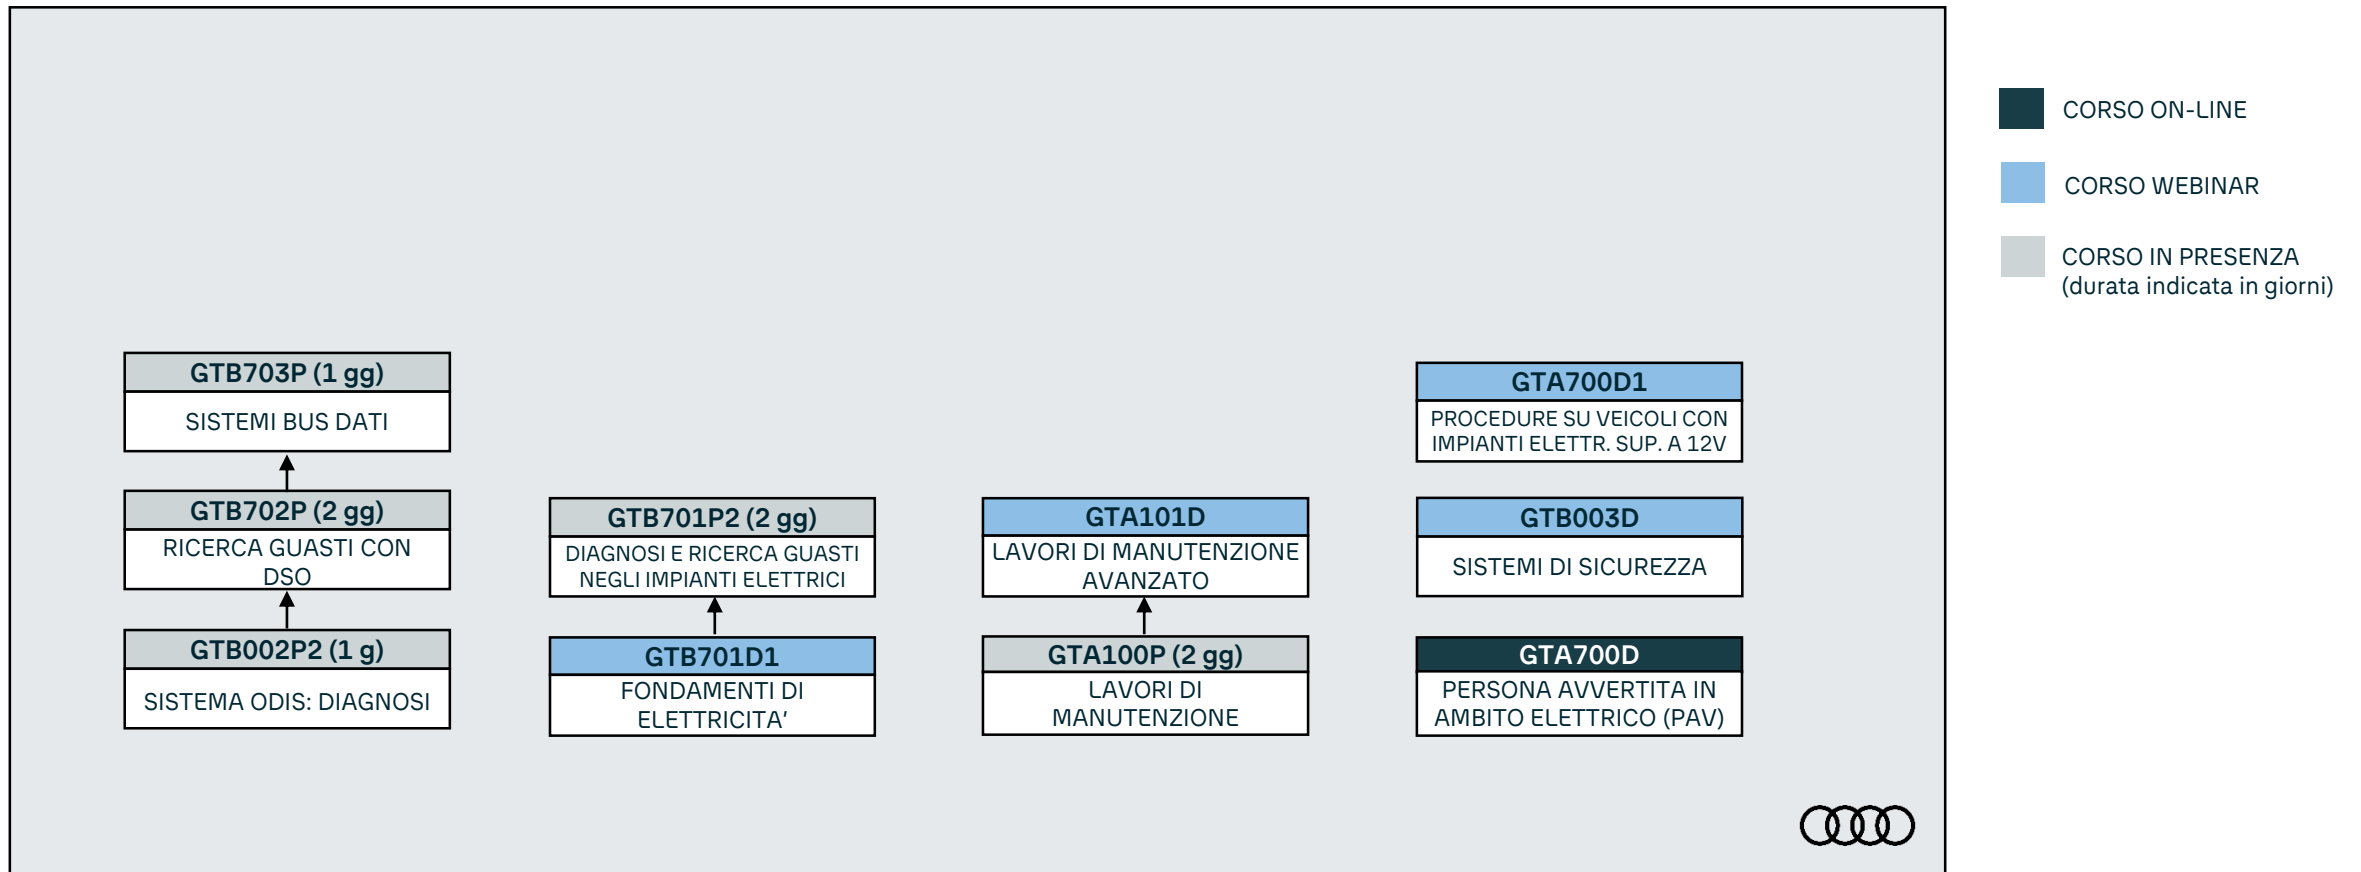 CORSO ON-LINE
CORSO WEBINAR
CORSO IN PRESENZA
(durata indicata in giorni)
GTB703P (1 gg)
SISTEMI BUS DATI
GTB702P (2 gg)
RICERCA GUASTI CON
DSO
GTB002P2 (1 g)
SISTEMA ODIS: DIAGNOSI
GTB701P2 (2 gg)
DIAGNOSI E RICERCA GUASTI
NEGLI IMPIANTI ELETTRICI
GTB701D1
FONDAMENTI DI
ELETTRICITA'
GTA101D
LAVORI DI MANUTENZIONE
AVANZATO
GTA100P (2 gg)
LAVORI DI
MANUTENZIONE
GTA700D1
PROCEDURE SU VEICOLI CON
IMPIANTI ELETTR. SUP. A 12V
GTB003D
SISTEMI DI SICUREZZA
GTA700D
PERSONA AVVERTITA IN
AMBITO ELETTRICO (PAV)